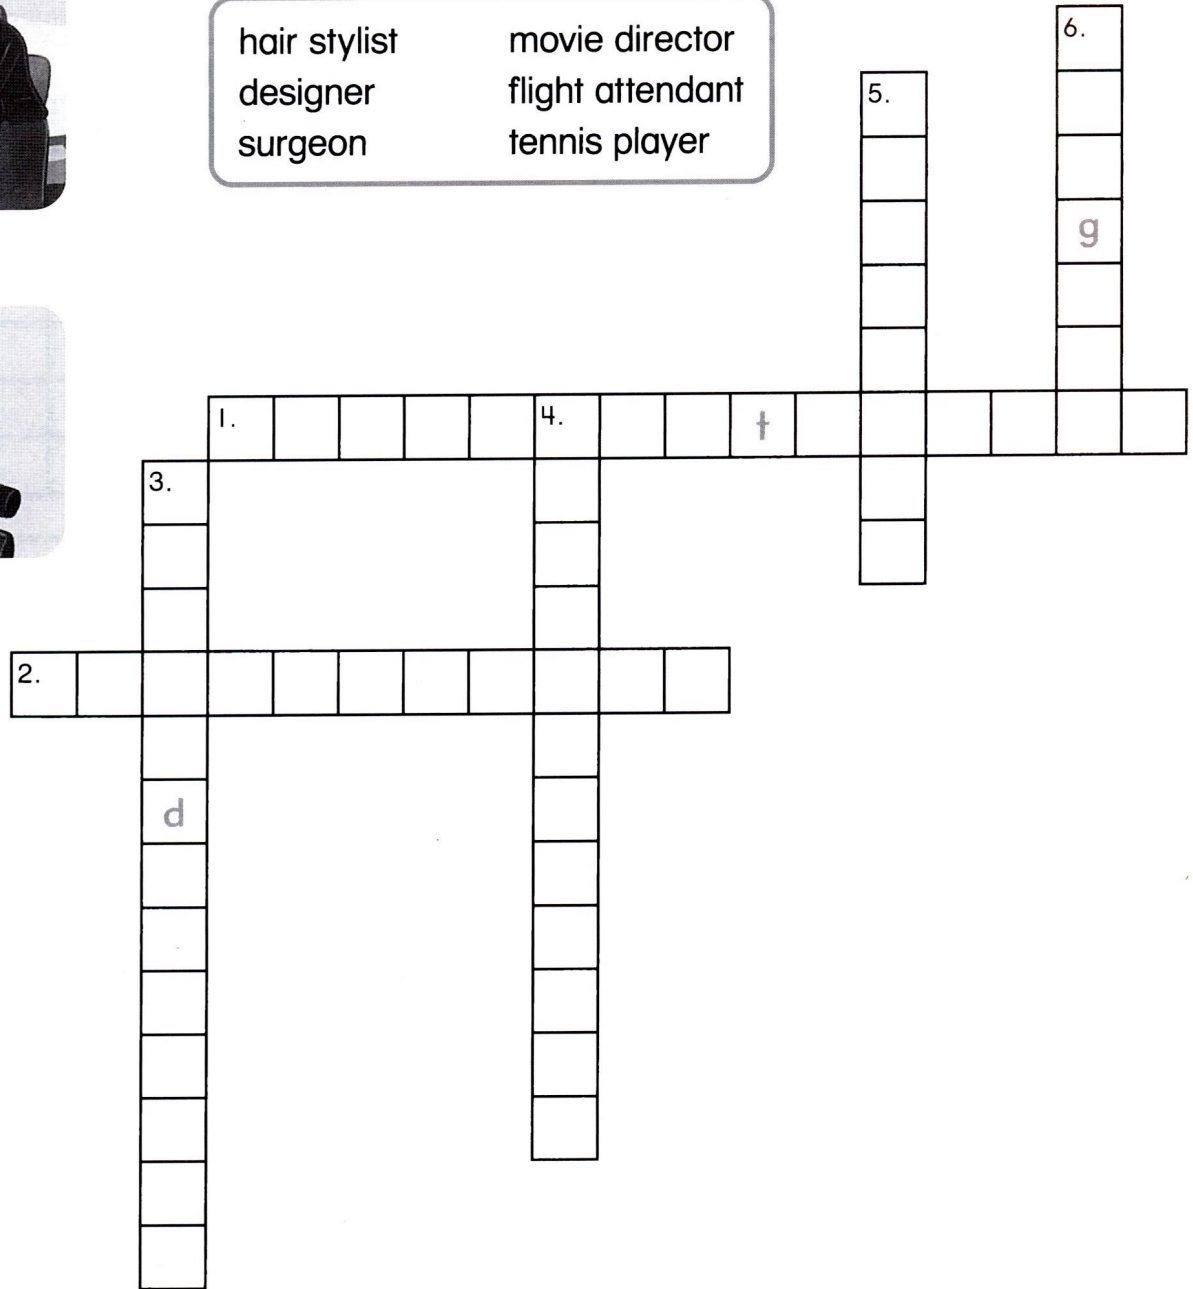 hair stylist movie director
designer flight attendant
surgeon tennis player
6.
5.
g
1. 4. t
3.
2.
d